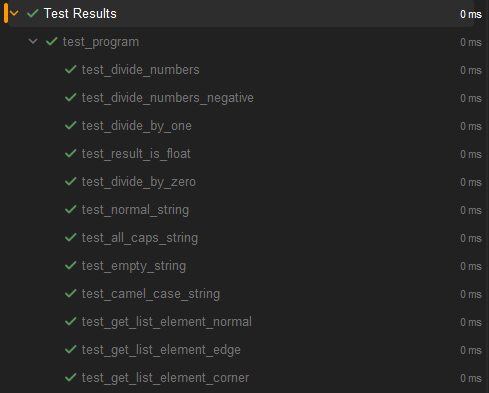 Test Results 0 ms
test_program 0 ms
test_divide_numbers 0 ms
test_divide_numbers_negative 0 ms
test_divide_by_one 0 ms
test_result_is_float 0 ms
test_divide_by_zero 0 ms
test_normal_string 0 ms
test_all_caps_string 0 ms
test_empty_string 0 ms
test_camel_case_string 0 ms
test_get_list_element_normal 0 ms
test_get_list_element_edge 0 ms
test_get_list_element_corner 0 ms